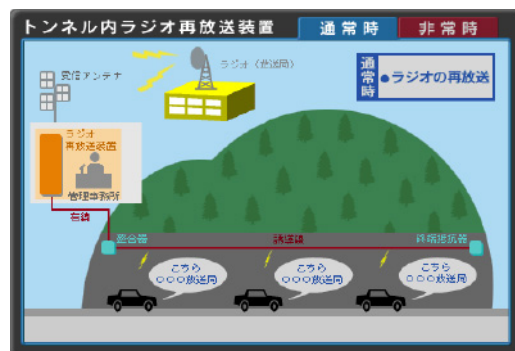 トンネル内ラジオ再放送装置
通常時
非常時
受信アンテナ
ラジオ（放送局）
通常時
●ラジオの再放送
ラジオ
再放送装置
管理事務所
整合器
誘導線
終端抵抗器
こちら
○○○放送局
こちら
○○○放送局
こちら
○○○放送局